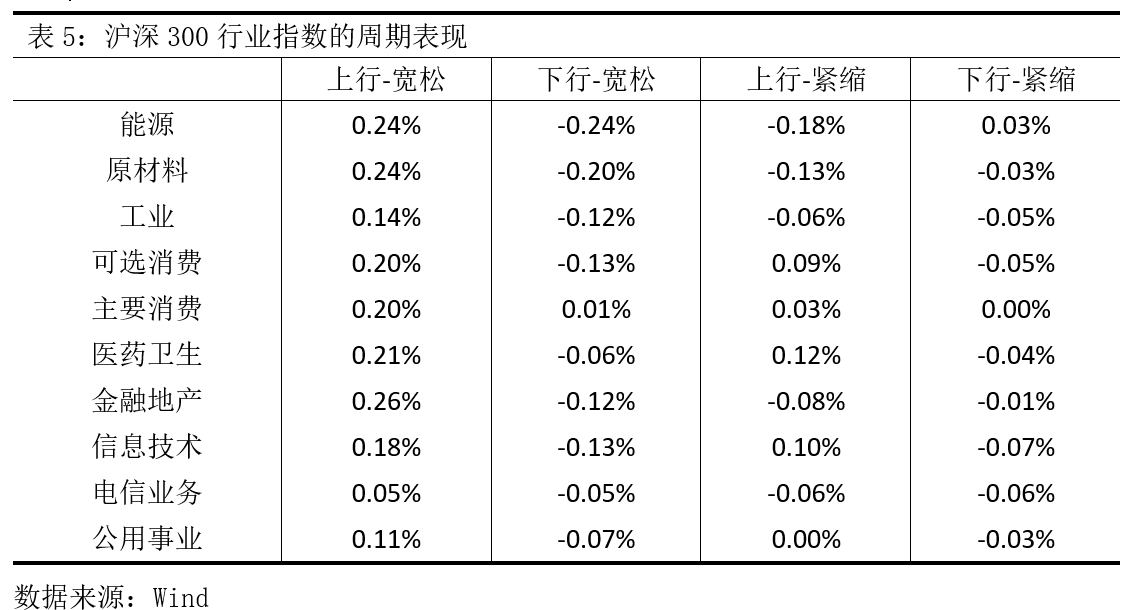 表 5：沪深 300 行业指数的周期表现
上行-宽松 下行-宽松 上行-紧缩 下行-紧缩
能源 0.24% -0.24% -0.18% 0.03%
原材料 0.24% -0.20% -0.13% -0.03%
工业 0.14% -0.12% -0.06% -0.05%
可选消费 0.20% -0.13% 0.09% -0.05%
主要消费 0.20% 0.01% 0.03% 0.00%
医药卫生 0.21% -0.06% 0.12% -0.04%
金融地产 0.26% -0.12% -0.08% -0.01%
信息技术 0.18% -0.13% 0.10% -0.07%
电信业务 0.05% -0.05% -0.06% -0.06%
公用事业 0.11% -0.07% 0.00% -0.03%
数据来源：Wind